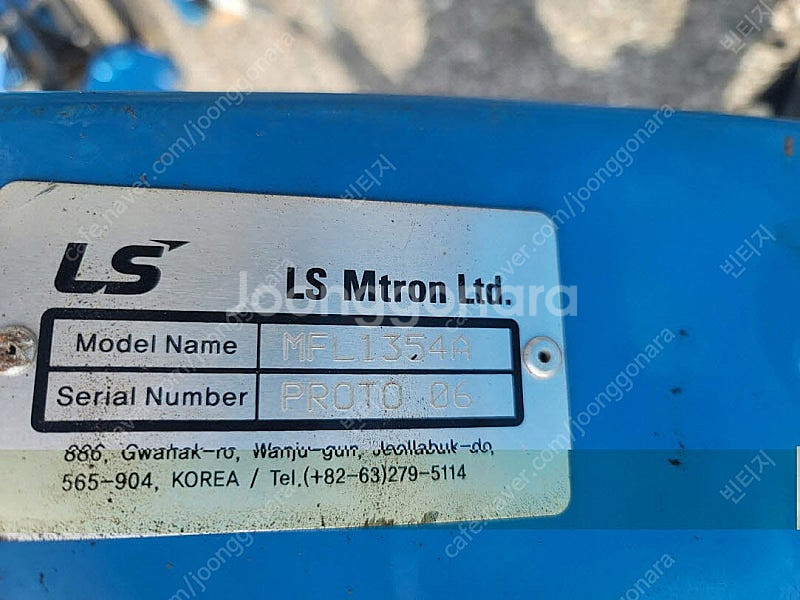 LS
LS Mtron Ltd.
Model Name MFL1354A
Serial Number PROTO 06
886, Gwahak-ro, Wanju-gun, Jeollabuk-do,
565-904, KOREA / Tel.(+82-63)279-5114
joonggonara
cafe.naver.com/joonggonara
빈티지